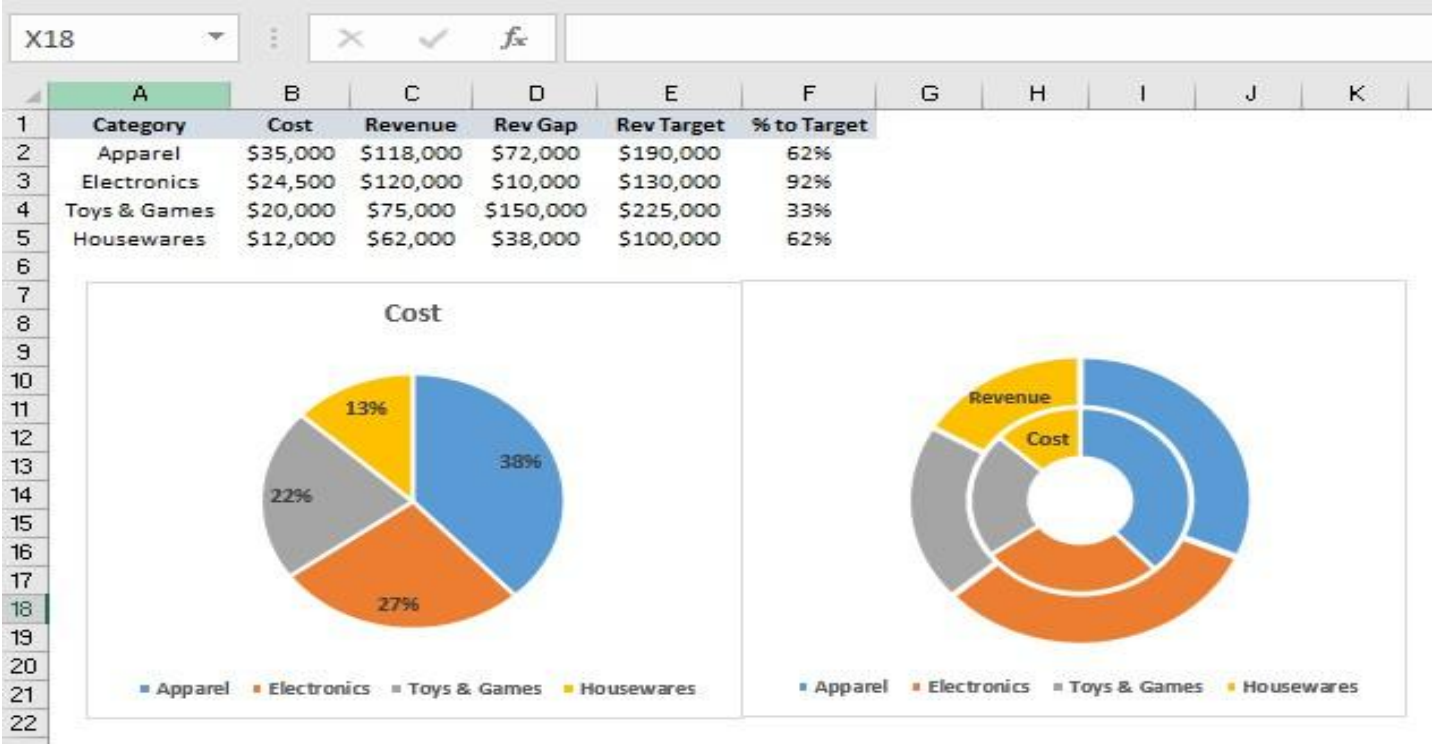 X18 fx
A B C D E F G H I J K
1 Category Cost Revenue Rev Gap Rev Target % to Target
2 Apparel $35,000 $118,000 $72,000 $190,000 62%
3 Electronics $24,500 $120,000 $10,000 $130,000 92%
4 Toys & Games $20,000 $75,000 $150,000 $225,000 33%
5 Housewares $12,000 $62,000 $38,000 $100,000 62%
6
7
8 Cost
9
10
11 13% Revenue
12 Cost
13 38%
14 22%
15
16
17
18 27%
19
20
21 Apparel Electronics Toys & Games Housewares Apparel Electronics Toys & Games Housewares
22